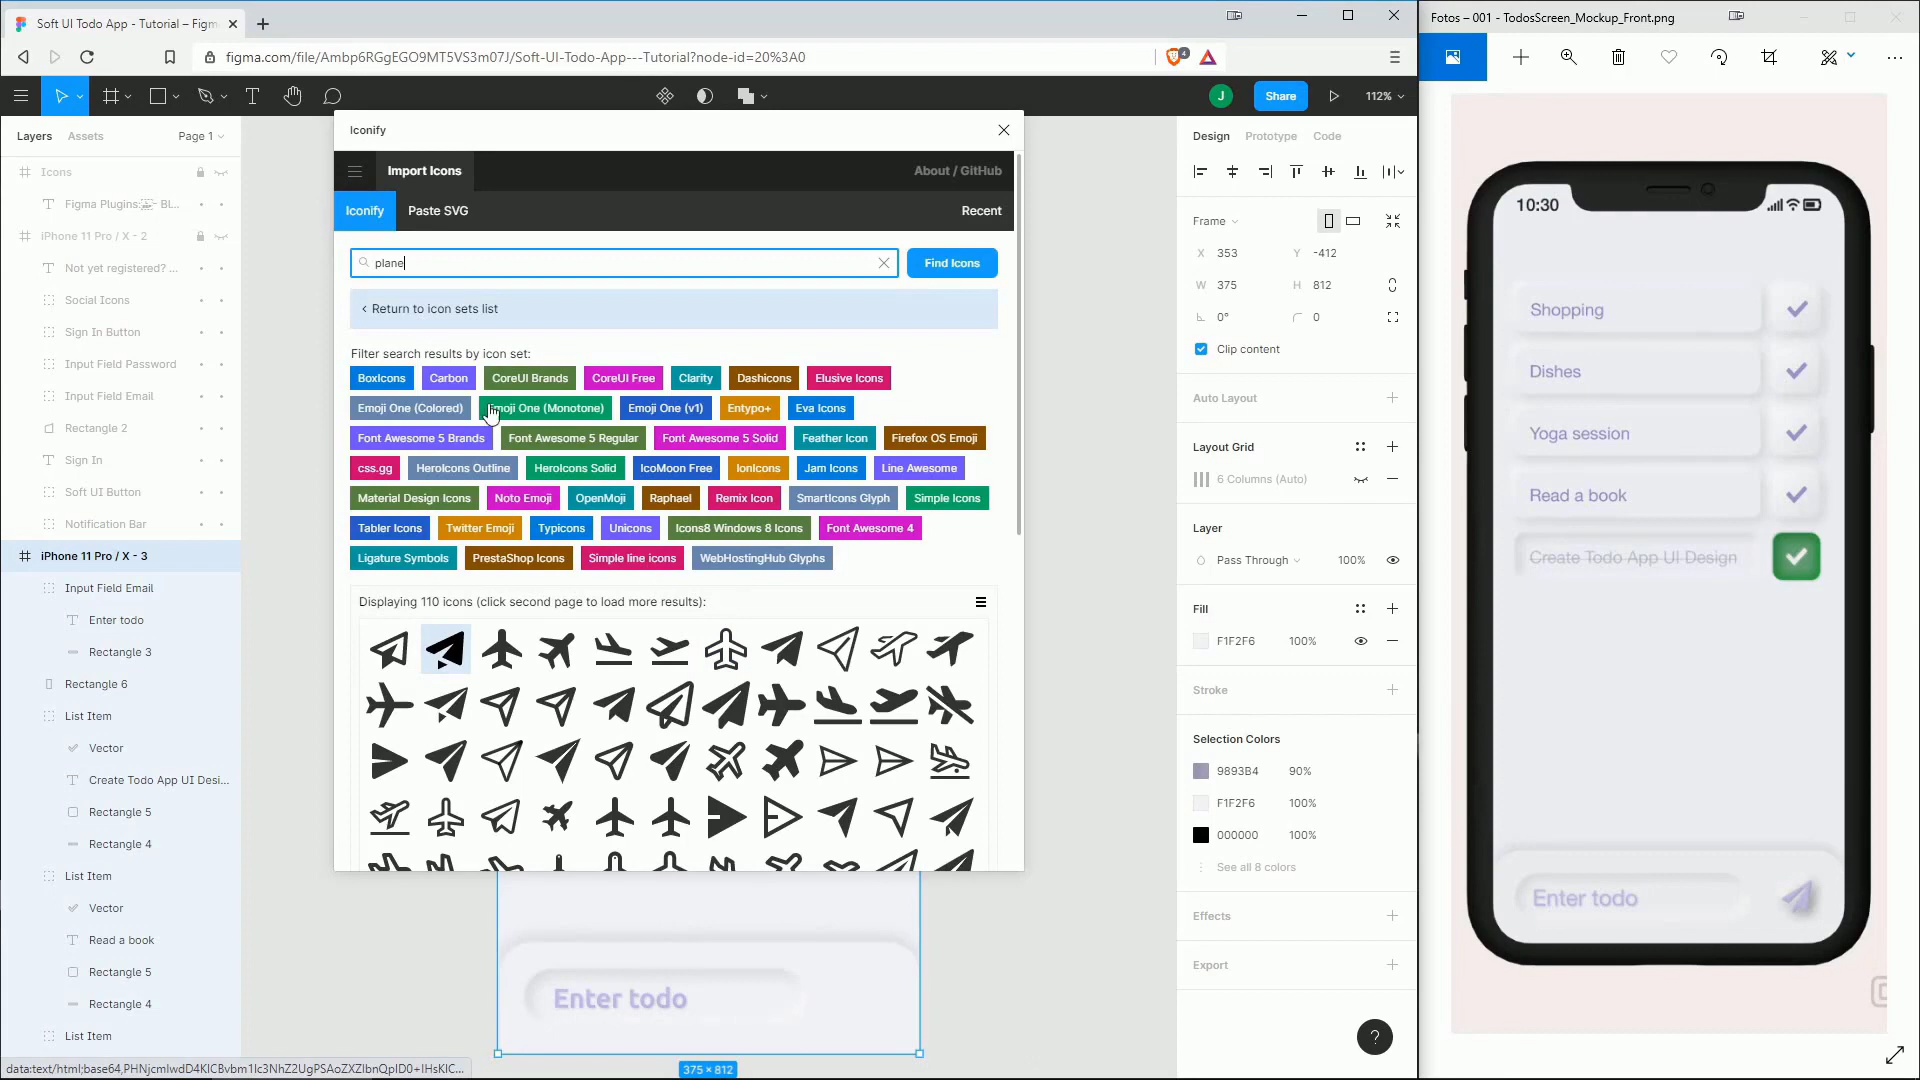 Soft UI Todo App - Tutorial – Figm
figma.com/file/Ambp6RGgEGO9MT5VS3m07J/Soft-UI-Todo-App---Tutorial?node-id=20%3A0
4
J
Share
112%
Layers
Assets
Page 1
Icons
Figma Plugins:
- BL...
iPhone 11 Pro / X - 2
Not yet registered? ...
Social Icons
Sign In Button
Input Field Password
Input Field Email
Rectangle 2
Sign In
Soft UI Button
Notification Bar
iPhone 11 Pro / X - 3
Input Field Email
Enter todo
Rectangle 3
Rectangle 6
List Item
Vector
Create Todo App UI Desi...
Rectangle 5
Rectangle 4
List Item
Vector
Read a book
Rectangle 5
Rectangle 4
List Item
Iconify
Import Icons
About / GitHub
Iconify
Paste SVG
Recent
plane
Find Icons
‹ Return to icon sets list
Filter search results by icon set:
BoxIcons Carbon CoreUI Brands CoreUI Free Clarity Dashicons Elusive Icons
Emoji One (Colored) moji One (Monotone) Emoji One (v1) Entypo+ Eva Icons
Font Awesome 5 Brands Font Awesome 5 Regular Font Awesome 5 Solid Feather Icon Firefox OS Emoji
css.gg HeroIcons Outline HeroIcons Solid IcoMoon Free IonIcons Jam Icons Line Awesome
Material Design Icons Noto Emoji OpenMoji Raphael Remix Icon SmartIcons Glyph Simple Icons
Tabler Icons Twitter Emoji Typicons Unicons Icons8 Windows 8 Icons Font Awesome 4
Ligature Symbols PrestaShop Icons Simple line icons WebHostingHub Glyphs
Displaying 110 icons (click second page to load more results):
Enter todo
375 × 812
Design
Prototype
Code
Frame
X 353
Y -412
W 375
H 812
0°
0
Clip content
Auto Layout
Layout Grid
6 Columns (Auto)
Layer
Pass Through
100%
Fill
F1F2F6 100%
Stroke
Selection Colors
9893B4 90%
F1F2F6 100%
000000 100%
See all 8 colors
Effects
Export
?
Fotos – 001 - TodosScreen_Mockup_Front.png
10:30
Shopping
Dishes
Yoga session
Read a book
Create Todo App UI Design
Enter todo